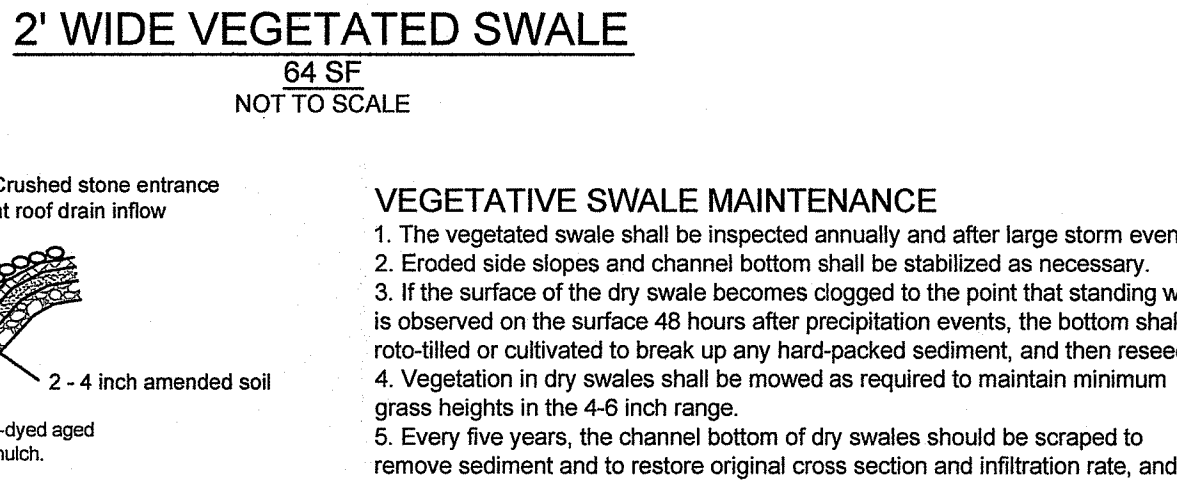 2' WIDE VEGETATED SWALE
64 SF
NOT TO SCALE
Crushed stone entrance
at roof drain inflow
2 - 4 inch amended soil
-dyed aged
mulch.
VEGETATIVE SWALE MAINTENANCE
1. The vegetated swale shall be inspected annually and after large storm even
2. Eroded side slopes and channel bottom shall be stabilized as necessary.
3. If the surface of the dry swale becomes clogged to the point that standing w
is observed on the surface 48 hours after precipitation events, the bottom shal
roto-tilled or cultivated to break up any hard-packed sediment, and then resee
4. Vegetation in dry swales shall be mowed as required to maintain minimum
grass heights in the 4-6 inch range.
5. Every five years, the channel bottom of dry swales should be scraped to
remove sediment and to restore original cross section and infiltration rate, and